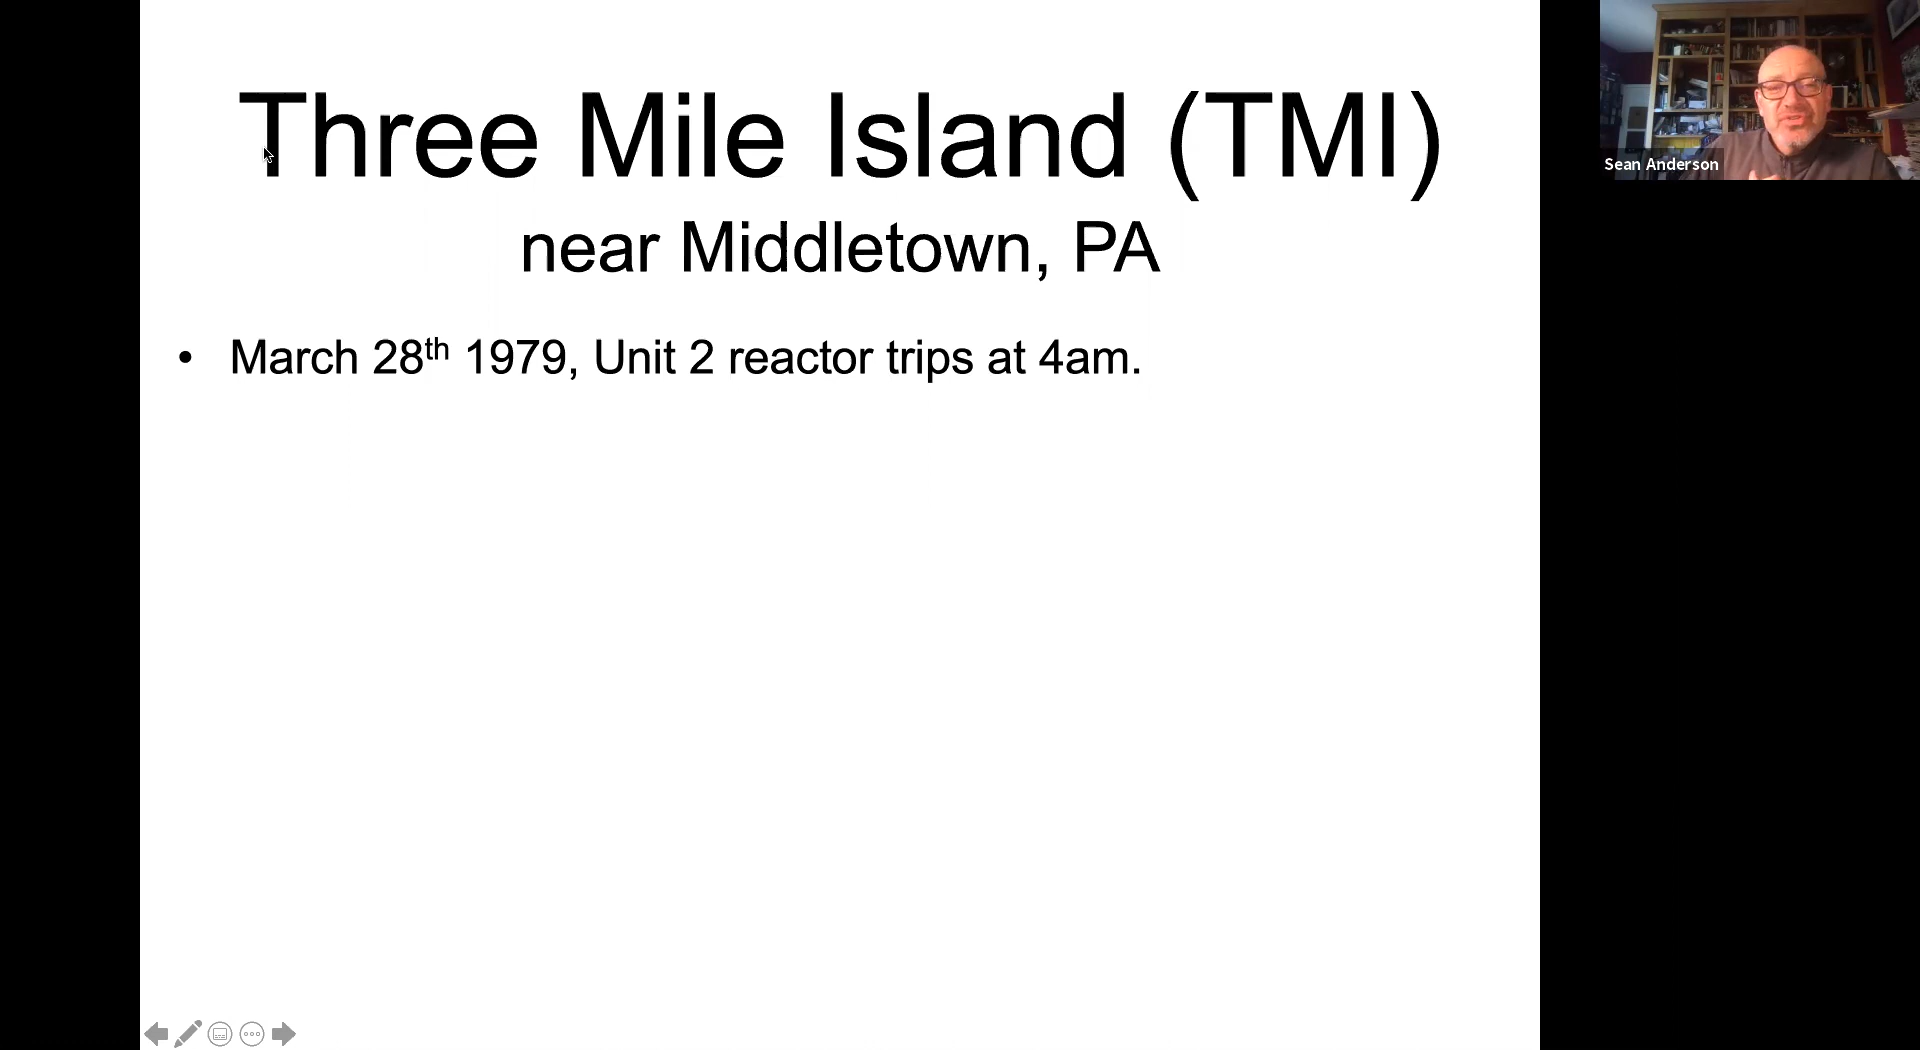 Three Mile Island (TMI)
near Middletown, PA
• March 28th 1979, Unit 2 reactor trips at 4am.
Sean Anderson